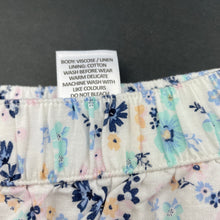 BODY: VISCOSE / LINEN
LINING: COTTON
WASH BEFORE WEAR
WARM DELICATE
MACHINE WASH WITH
LIKE COLOURS
DO NOT BLEACH